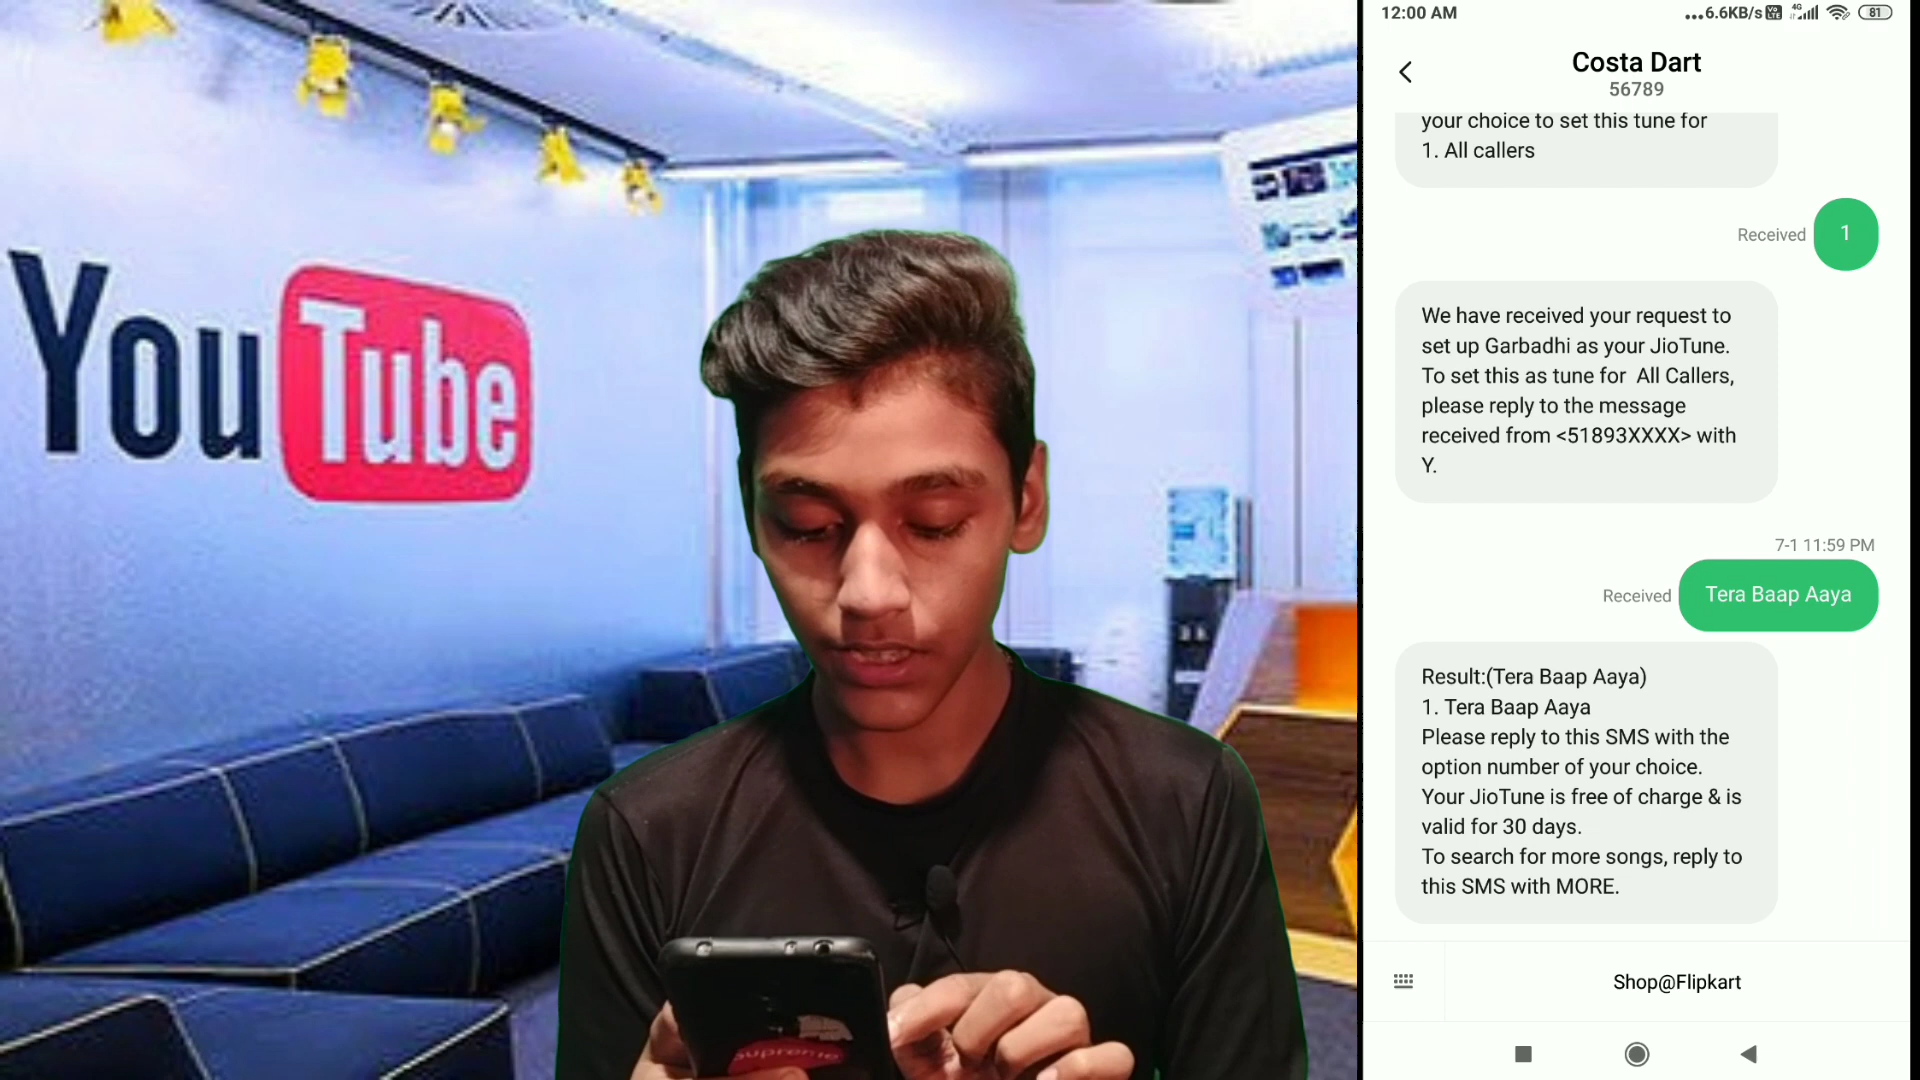 YouTube
Supreme
12:00 AM
...6.6KB/s
Vo
LTE
4G
81
Costa Dart
56789
your choice to set this tune for
1. All callers
Received
1
We have received your request to
set up Garbadhi as your JioTune.
To set this as tune for  All Callers,
please reply to the message
received from <51893XXXX> with
Y.
7-1 11:59 PM
Received
Tera Baap Aaya
Result:(Tera Baap Aaya)
1. Tera Baap Aaya
Please reply to this SMS with the
option number of your choice.
Your JioTune is free of charge & is
valid for 30 days.
To search for more songs, reply to
this SMS with MORE.
Shop@Flipkart